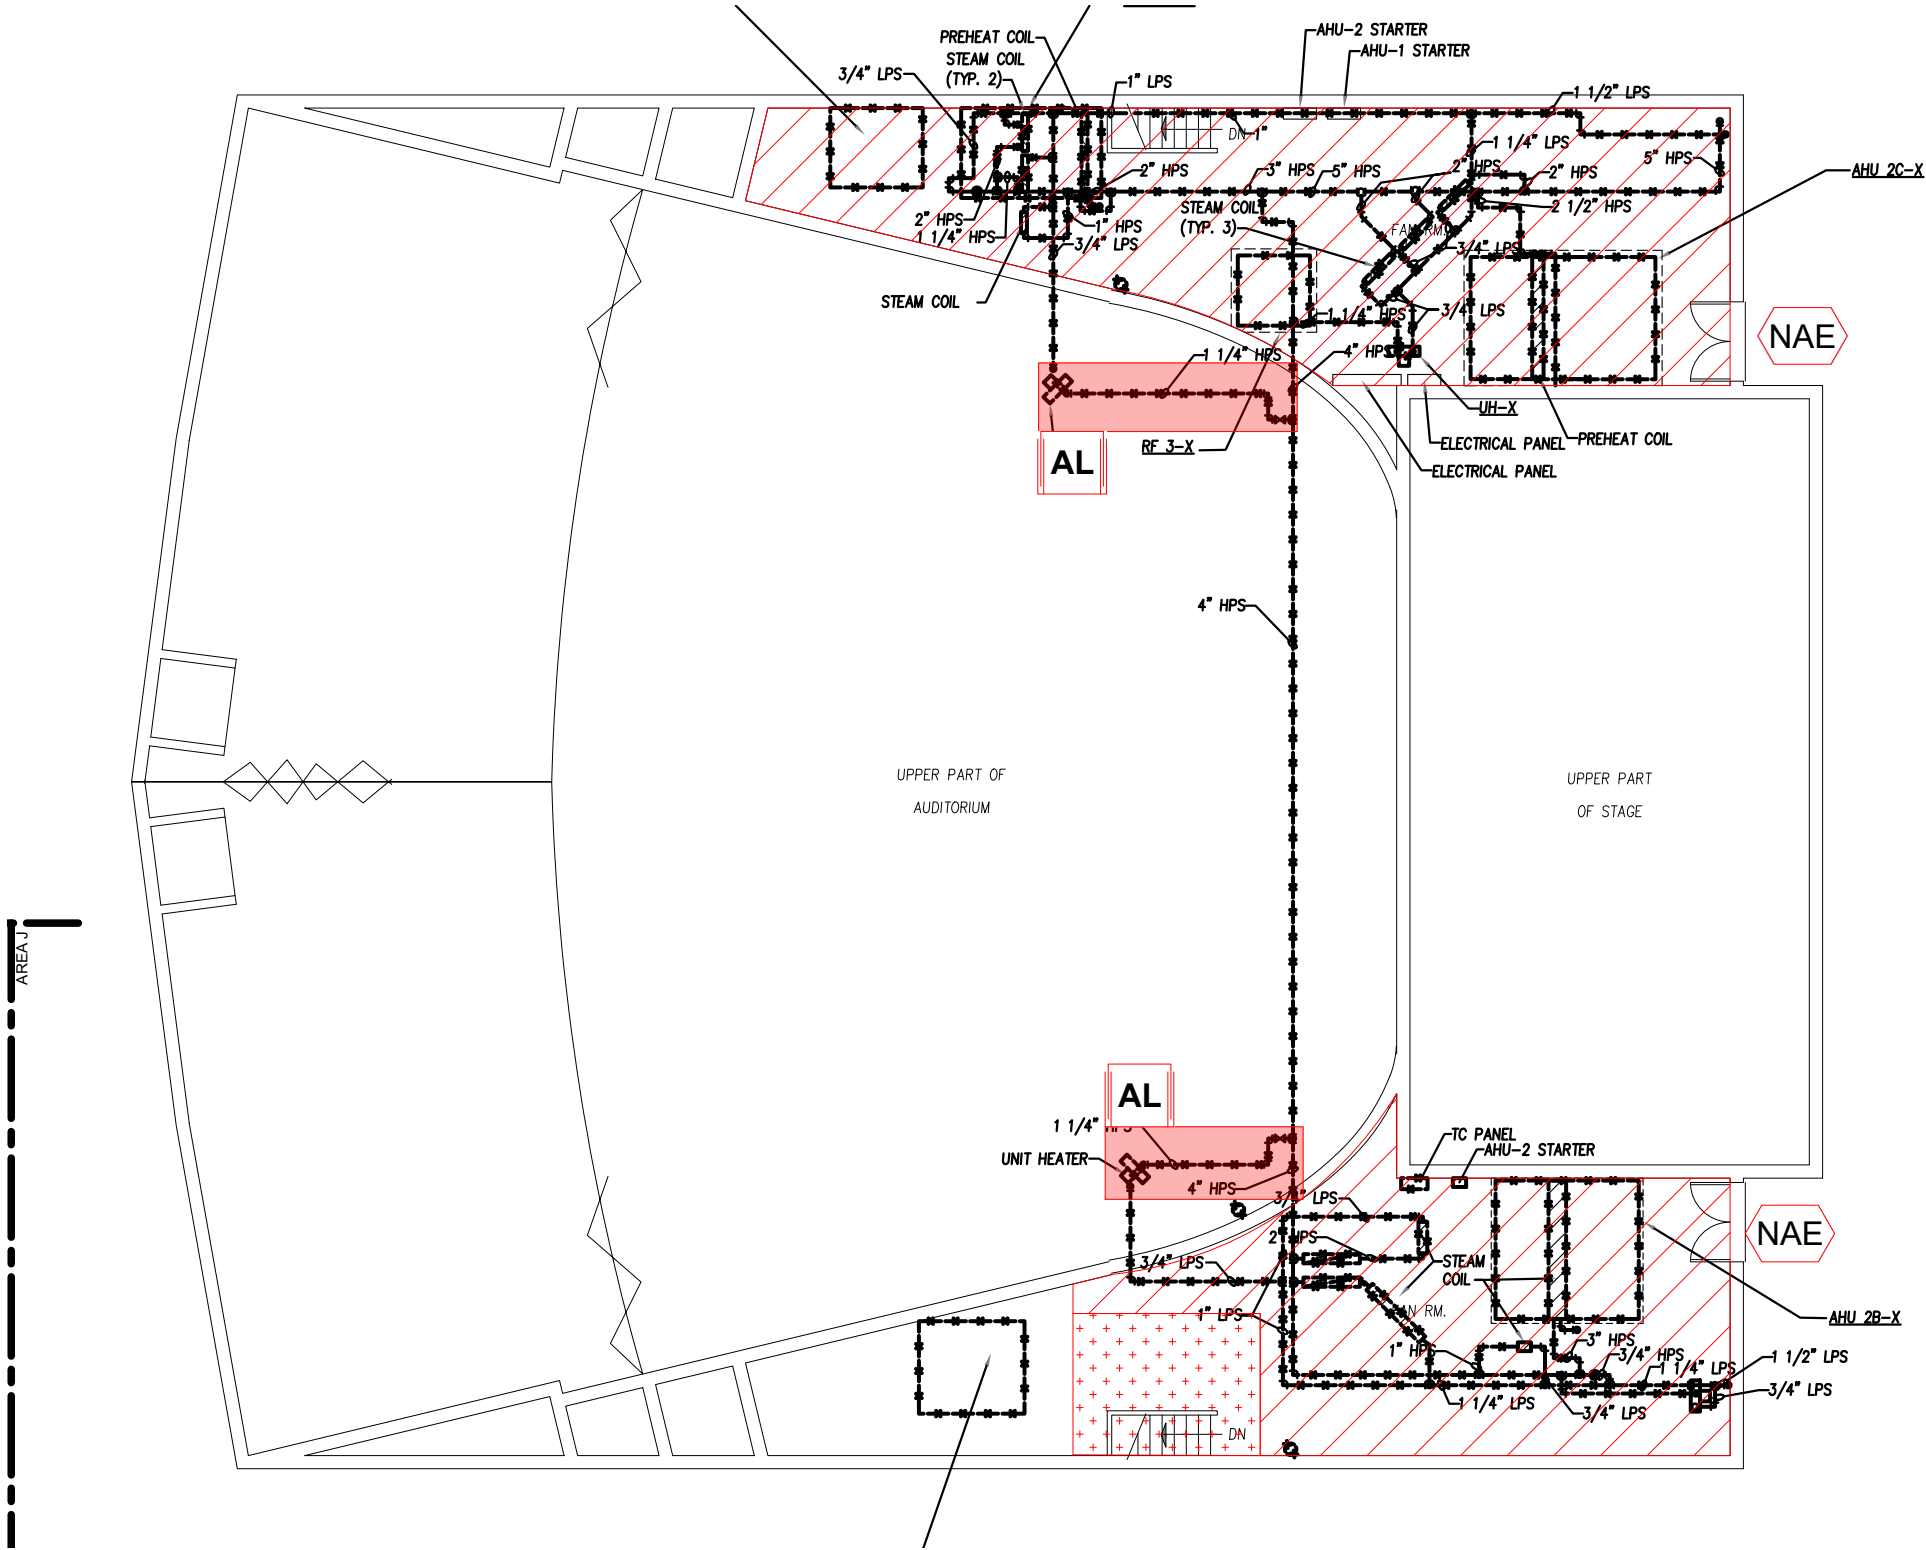 AHU-2 STARTER
AHU-1 STARTER
PREHEAT COIL
STEAM COIL
(TYP. 2)
3/4" LPS
1" LPS
1 1/2" LPS
DN
1"
1 1/4" LPS
2" HPS
5" HPS
2" HPS
3" HPS
5" HPS
2" HPS
AHU 2C-X
STEAM COIL
(TYP. 3)
2 1/2" HPS
2" HPS
1 1/4" HPS
1" HPS
3/4" LPS
FAN RM.
3/4" LPS
STEAM COIL
1 1/4" HPS
3/4" LPS
NAE
1 1/4" HPS
4" HPS
UH-X
RF 3-X
ELECTRICAL PANEL
PREHEAT COIL
ELECTRICAL PANEL
AL
4" HPS
UPPER PART OF
AUDITORIUM
UPPER PART
OF STAGE
AREA J
AL
1 1/4" HPS
UNIT HEATER
4" HPS
TC PANEL
AHU-2 STARTER
3/4" LPS
2" HPS
NAE
3/4" LPS
STEAM
COIL
1" LPS
FAN RM.
AHU 2B-X
1" HPS
3" HPS
3/4" HPS
1 1/4" LPS
1 1/2" LPS
3/4" LPS
1 1/4" LPS
3/4" LPS
DN